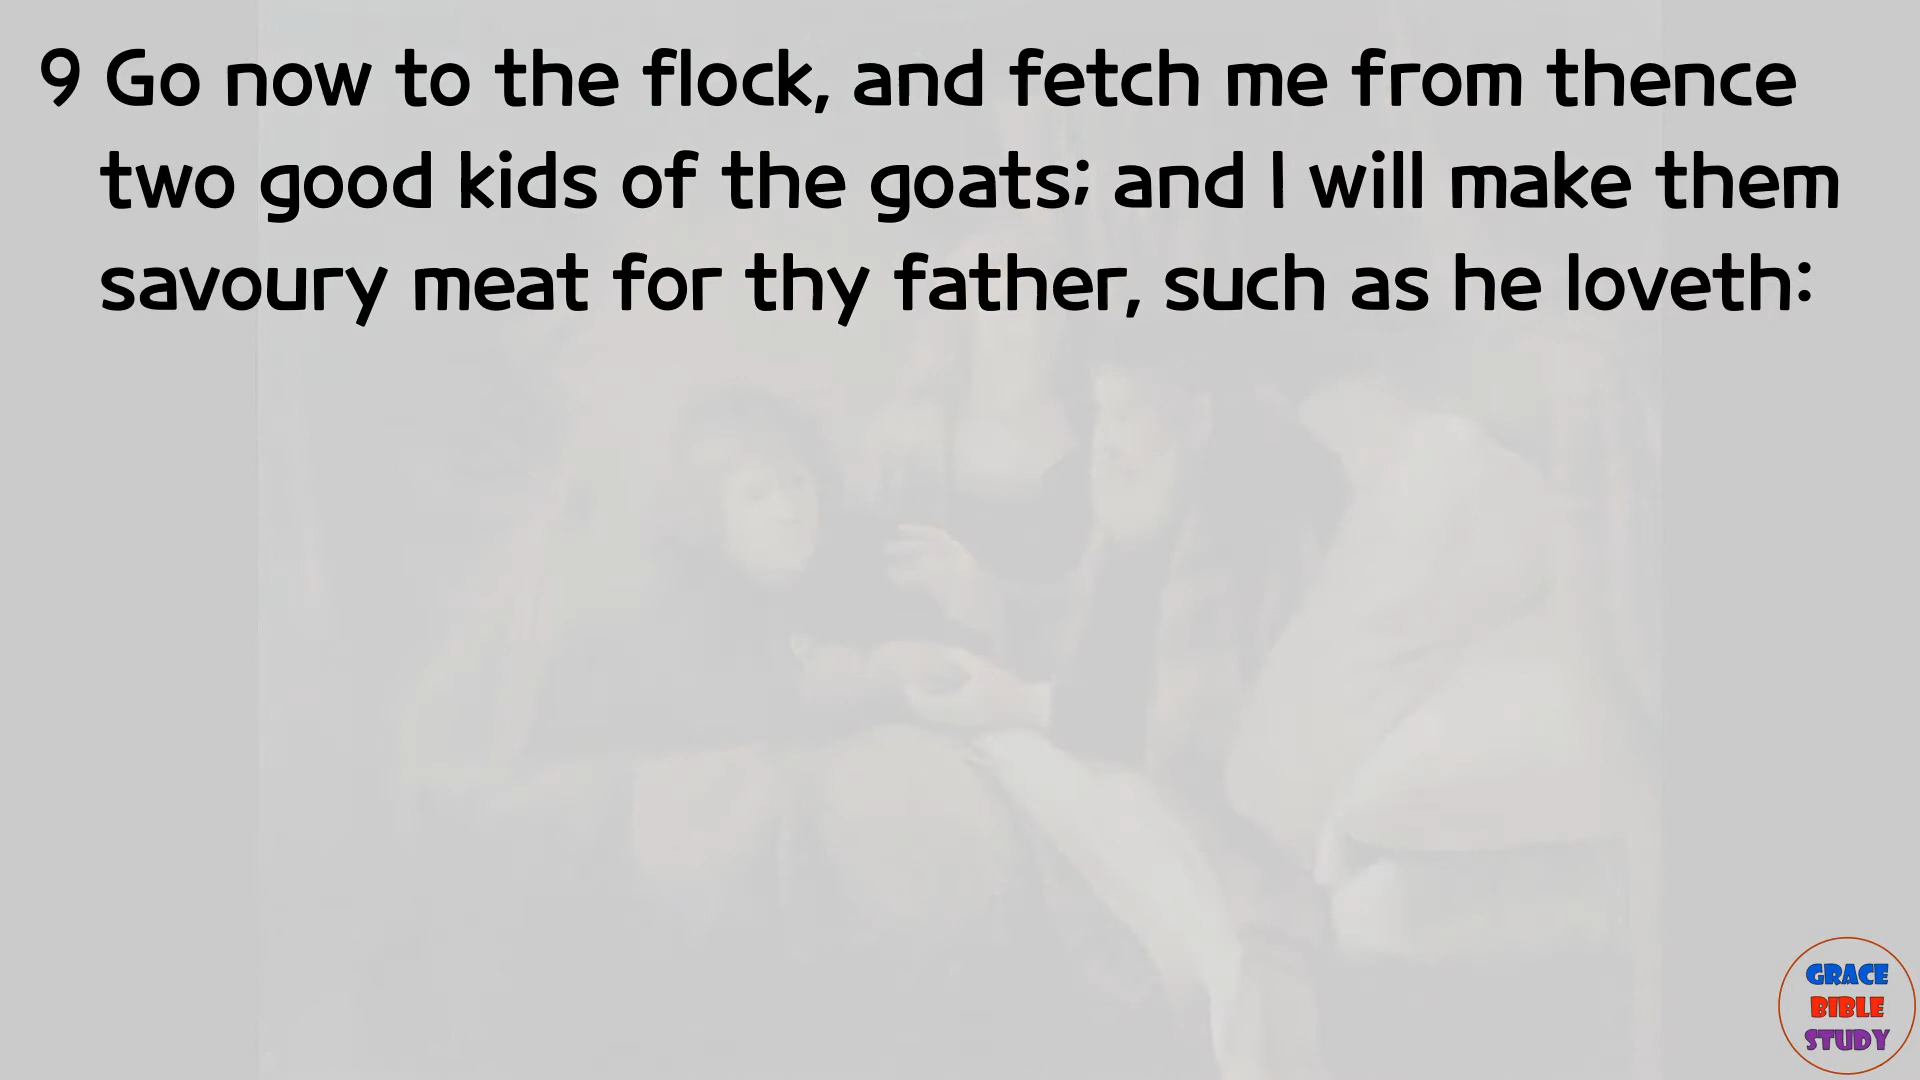 9 Go now to the flock, and fetch me from thence
two good kids of the goats; and I will make them
savoury meat for thy father, such as he loveth:
GRACE
BIBLE
STUDY